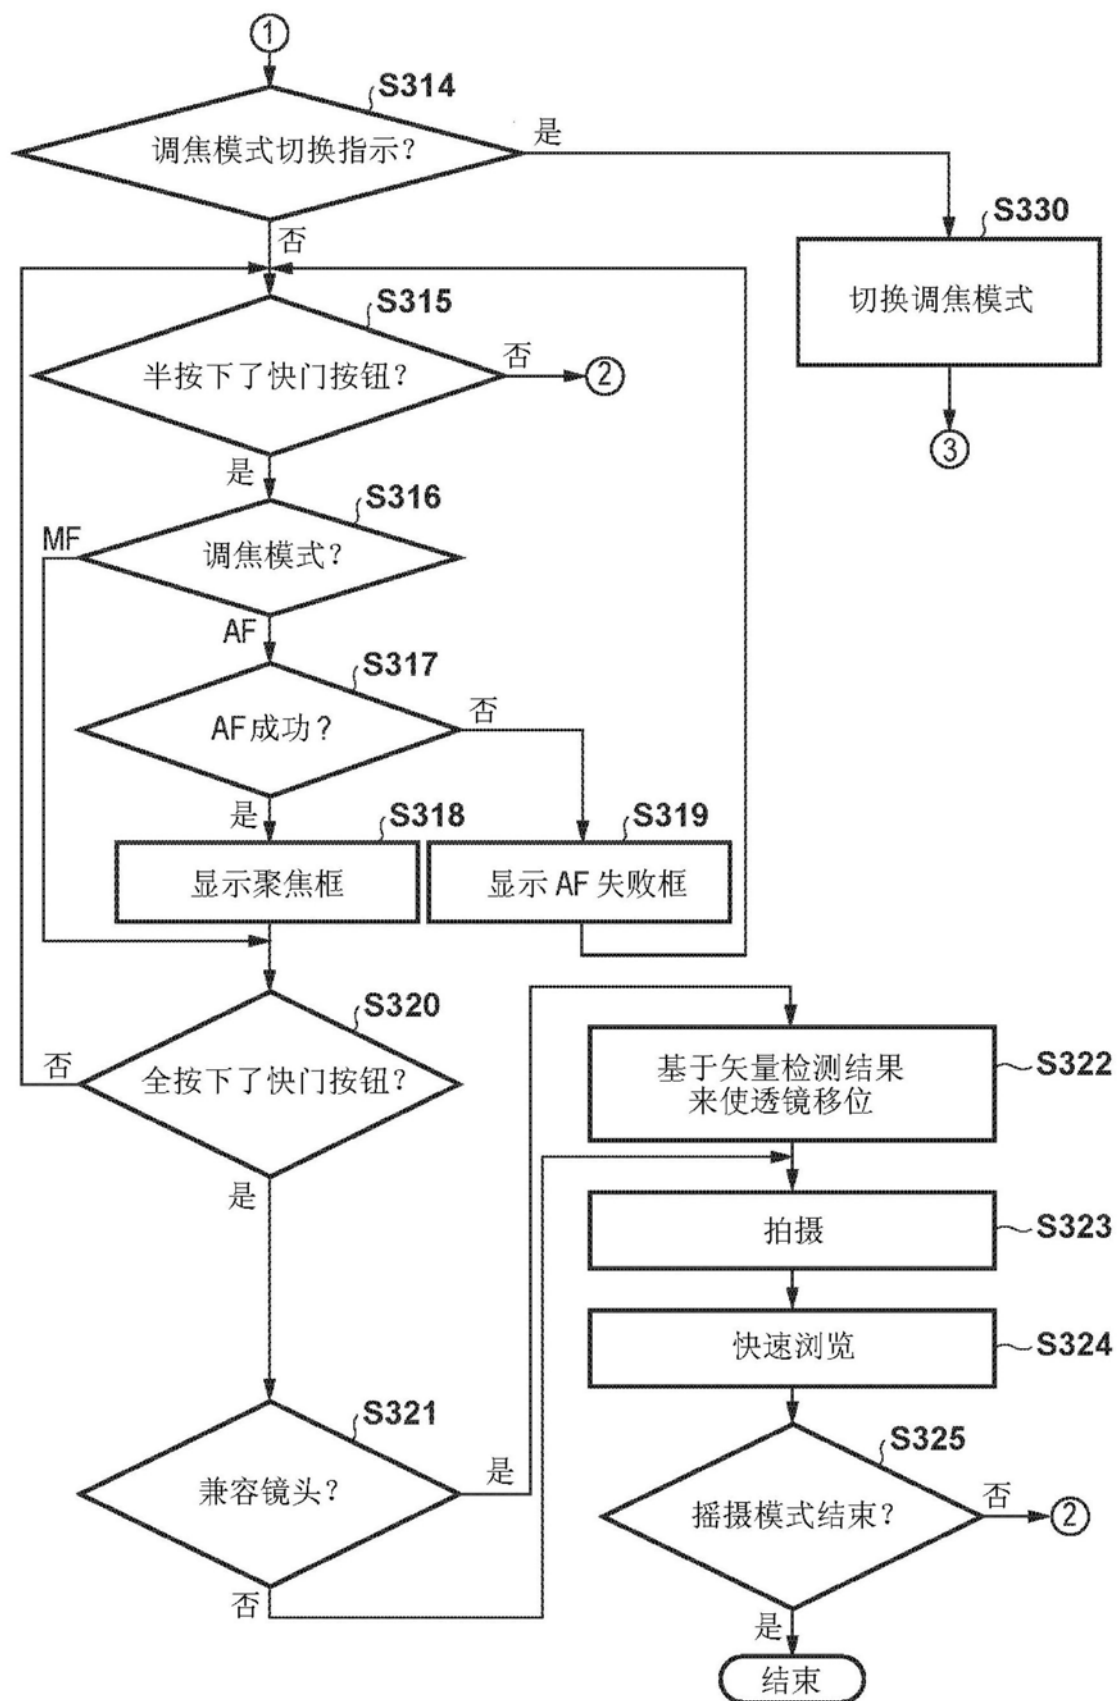 ①
S314
调焦模式切换指示?
是
否
S330
切换调焦模式
③
S315
半按下了快门按钮?
否
②
是
S316
MF
调焦模式?
AF
S317
AF成功?
否
是
S318
显示聚焦框
S319
显示 AF 失败框
S320
全按下了快门按钮?
否
是
基于矢量检测结果
来使透镜移位
S322
拍摄
S323
快速浏览
S324
S321
兼容镜头?
是
否
S325
摇摄模式结束?
否
②
是
结束